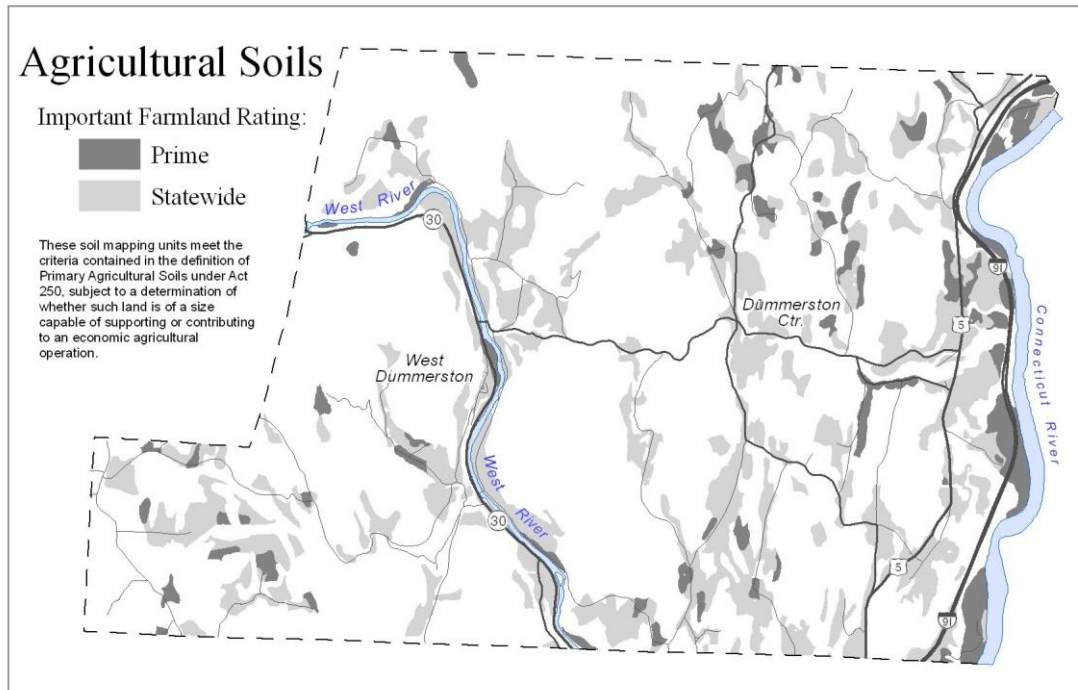 Agricultural Soils
Important Farmland Rating:
Prime
Statewide
These soil mapping units meet the
criteria contained in the definition of
Primary Agricultural Soils under Act
250, subject to a determination of
whether such land is of a size
capable of supporting or contributing
to an economic agricultural
operation.
West River
30
91
Dummerston
Ctr.
5
Connecticut River
West
Dummerston
West River
30
5
91